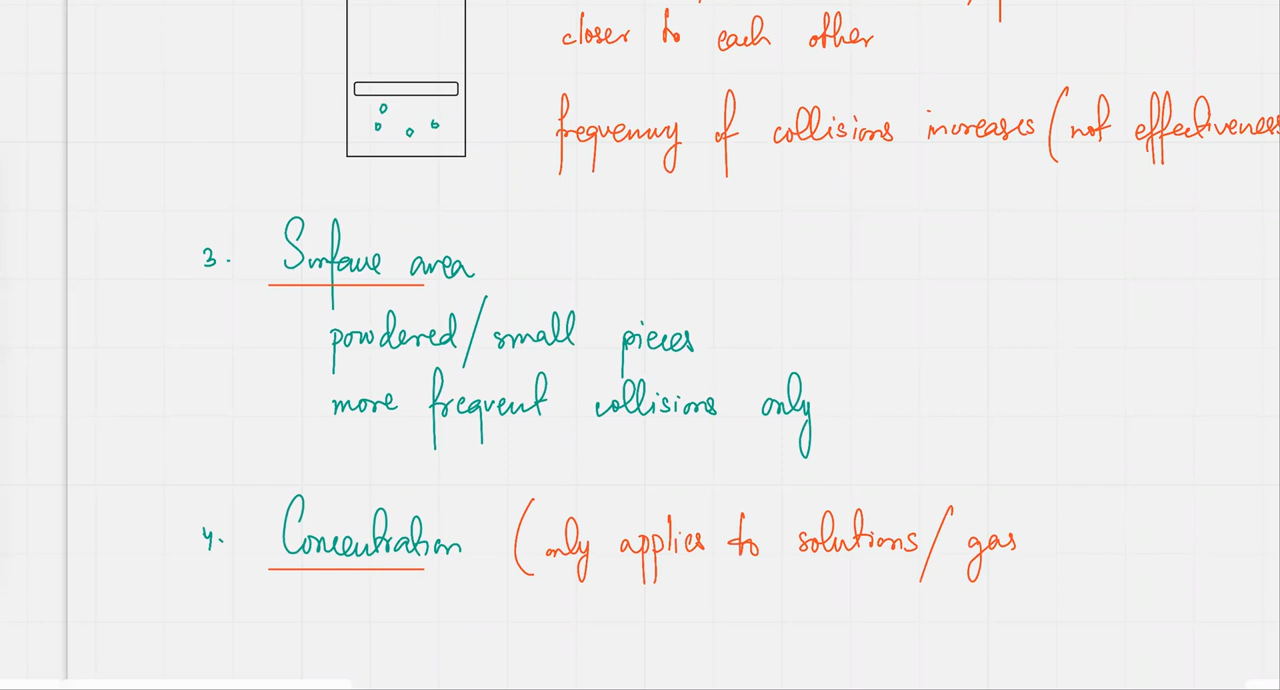 closer to each other
frequency of collisions increases (not effectiveness
3. Surface area
powdered/small pieces
more frequent collisions only
4. Concentration (only applies to solutions/gas